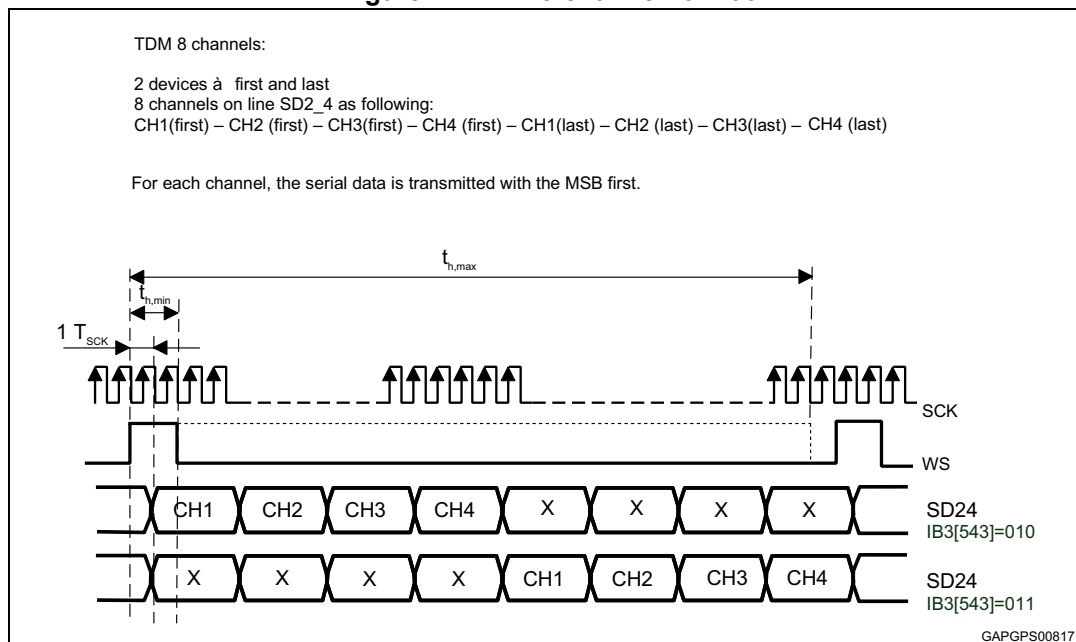 TDM 8 channels:
2 devices à first and last
8 channels on line SD2_4 as following:
CH1(first) – CH2 (first) – CH3(first) – CH4 (first) – CH1(last) – CH2 (last) – CH3(last) – CH4 (last)
For each channel, the serial data is transmitted with the MSB first.
th,max
th,min
1 TSCK
SCK
WS
CH1 CH2 CH3 CH4 X X X X SD24
IB3[543]=010
X X X X CH1 CH2 CH3 CH4 SD24
IB3[543]=011
GAPGPS00817